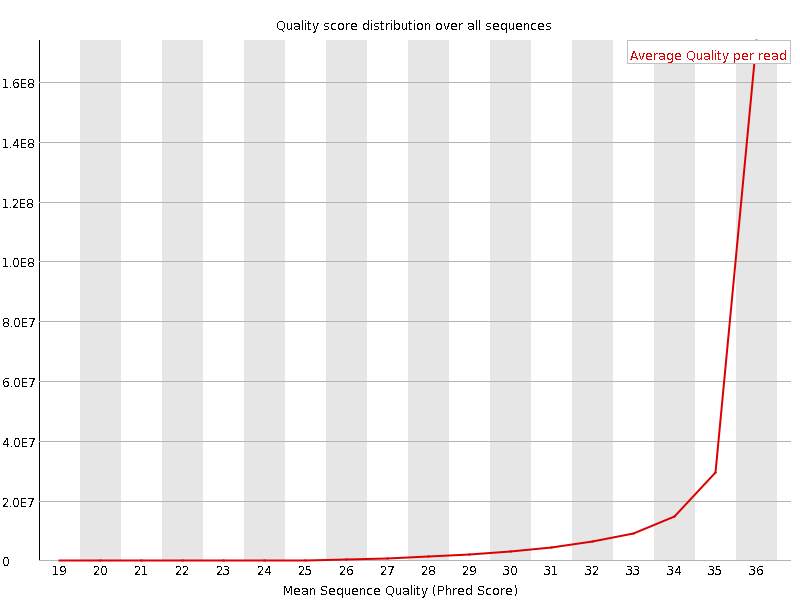 Quality score distribution over all sequences
Average Quality per read
1.6E8
1.4E8
1.2E8
1.0E8
8.0E7
6.0E7
4.0E7
2.0E7
0
19 20 21 22 23 24 25 26 27 28 29 30 31 32 33 34 35 36
Mean Sequence Quality (Phred Score)